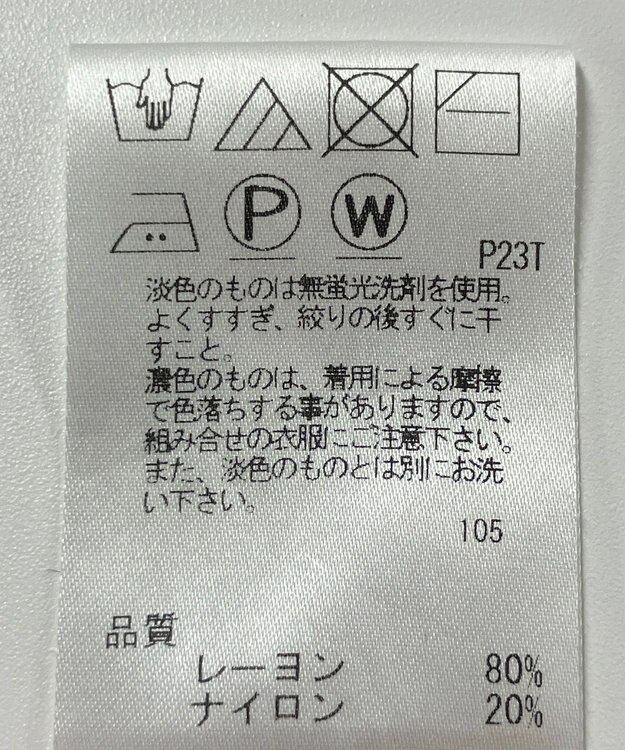 P W
P23T
淡色のものは無蛍光洗剤を使用。
よくすすぎ、絞りの後すぐに干
すこと。
濃色のものは、着用による摩擦
で色落ちする事がありますので、
組み合せの衣服にご注意下さい。
また、淡色のものとは別にお洗
い下さい。
105
品質
レーヨン 80%
ナイロン 20%